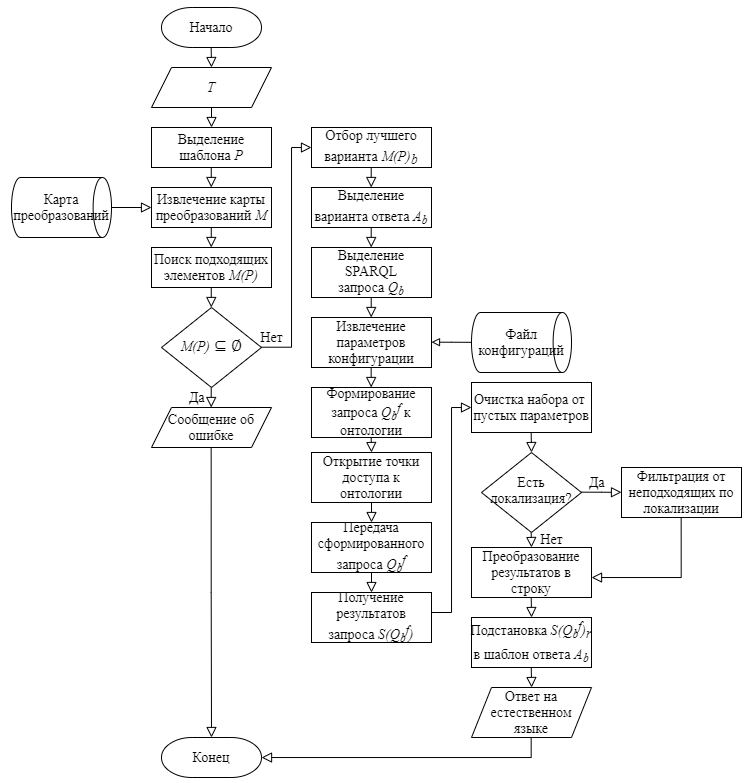 Начало
T
Выделение
шаблона P
Карта
преобразований
Извлечение карты
преобразований M
Поиск подходящих
элементов M(P)
M(P) ⊆ ∅
Нет
Да
Сообщение об
ошибке
Отбор лучшего
варианта M(P)b
Выделение
варианта ответа Ab
Выделение
SPARQL
запроса Qb
Извлечение
параметров
конфигурации
Файл
конфигураций
Формирование
запроса Qbf к
онтологии
Открытие точки
доступа к
онтологии
Передача
сформированного
запроса Qbf
Получение
результатов
запроса S(Qbf)
Очистка набора от
пустых параметров
Есть
локализация?
Да
Фильтрация от
неподходящих по
локализации
Нет
Преобразование
результатов в
строку
Подстановка S(Qbf)r
в шаблон ответа Ab
Ответ на
естественном
языке
Конец